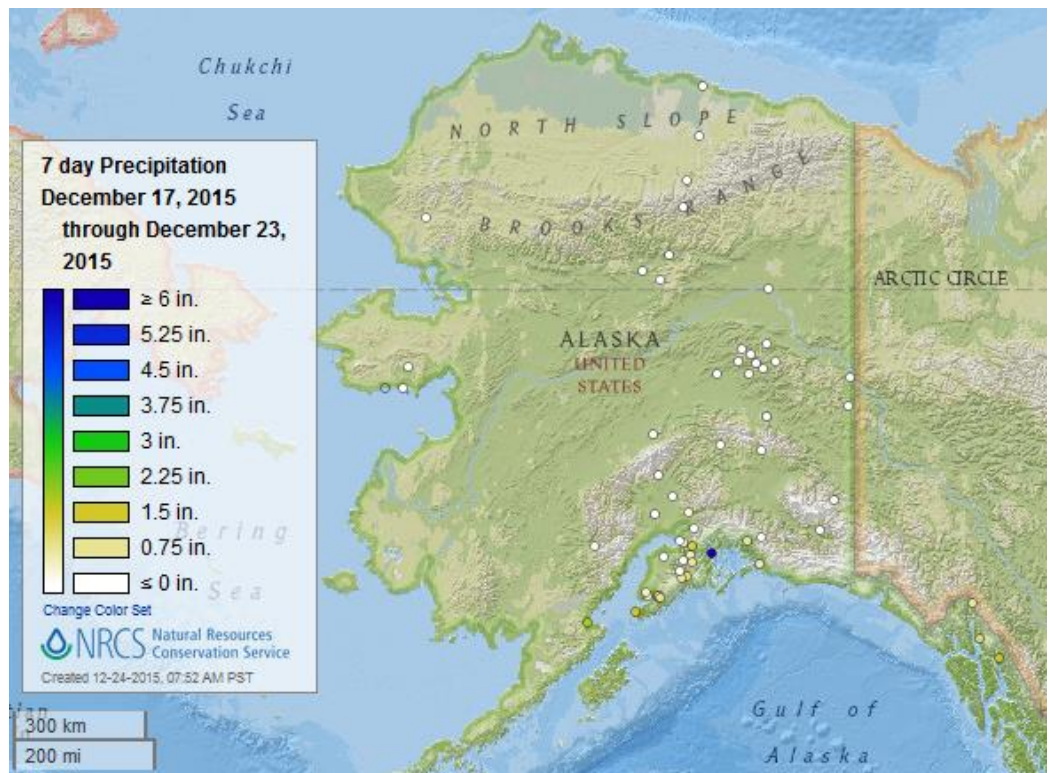 Chukchi
Sea
NORTH SLOPE
7 day Precipitation
December 17, 2015
through December 23,
2015
BROOKS RANGE
≥ 6 in.
ARCTIC CIRCLE
5.25 in.
ALASKA
4.5 in.
UNITED
STATES
3.75 in.
3 in.
2.25 in.
1.5 in.
Bering
0.75 in.
≤ 0 in.
Sea
Change Color Set
NRCS Natural Resources
Conservation Service
Created 12-24-2015, 07:52 AM PST
Gulf of
Alaska
300 km
200 mi